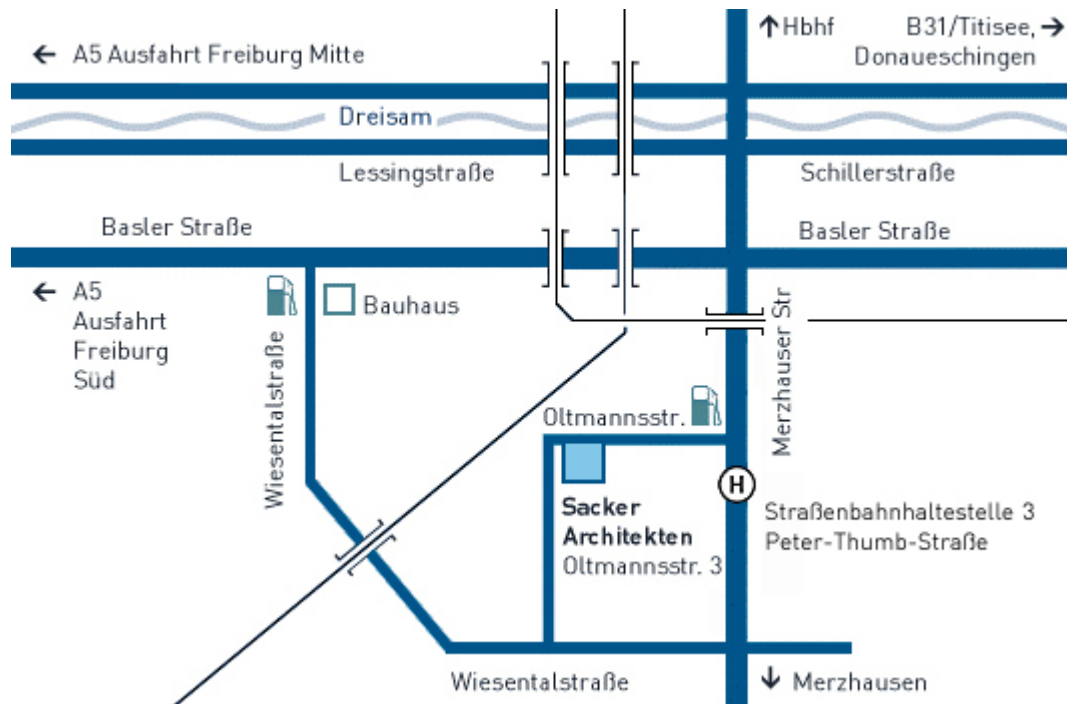 ↑ Hbhf
B31/Titisee, →
Donaueschingen
← A5 Ausfahrt Freiburg Mitte
Dreisam
Lessingstraße
Schillerstraße
Basler Straße
Basler Straße
← A5
Ausfahrt
Freiburg
Süd
Wiesentalstraße
Bauhaus
Merzhauser Str
Oltmannsstr.
H
Sacker
Architekten
Oltmannsstr. 3
Straßenbahnhaltestelle 3
Peter-Thumb-Straße
Wiesentalstraße
↓ Merzhausen